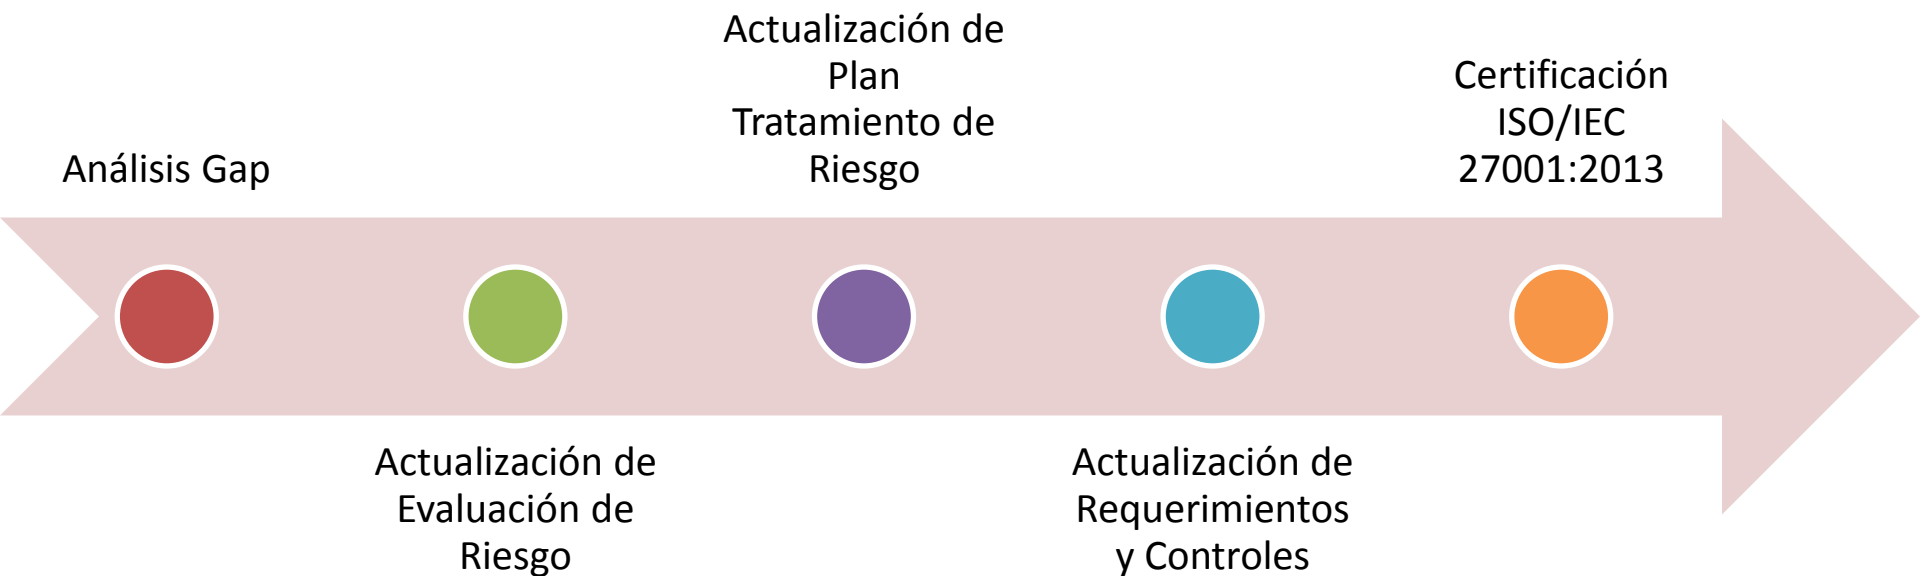 Análisis Gap
Actualización de
Evaluación de
Riesgo
Actualización de
Plan
Tratamiento de
Riesgo
Actualización de
Requerimientos
y Controles
Certificación
ISO/IEC
27001:2013